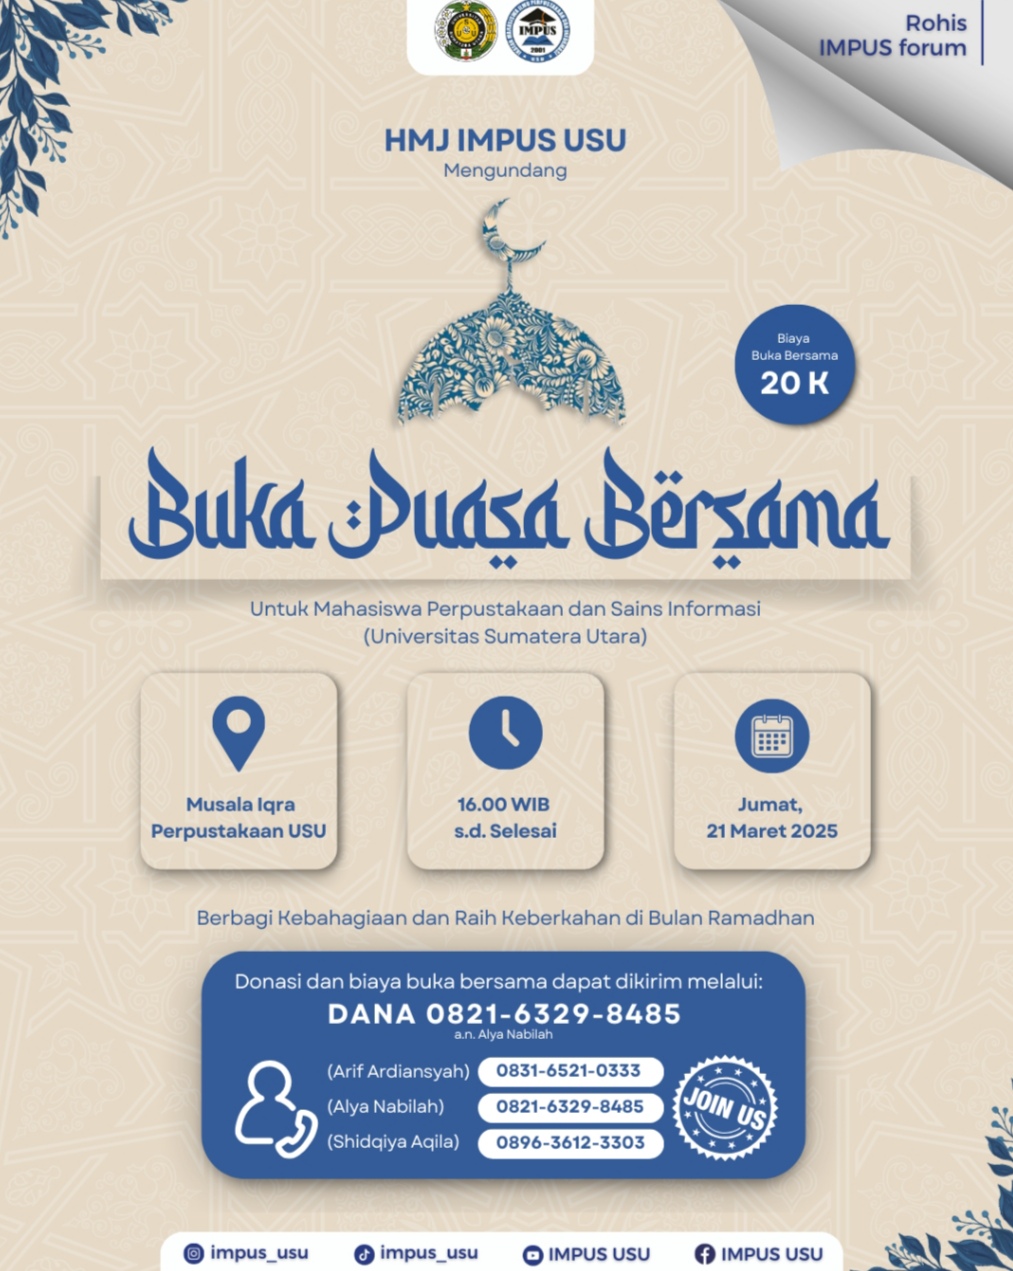 IMPUS
2001
Rohis
IMPUS forum
HMJ IMPUS USU
Mengundang
Biaya
Buka Bersama
20 K
Buka Puasa Bersama
Untuk Mahasiswa Perpustakaan dan Sains Informasi
(Universitas Sumatera Utara)
Musala Iqra
Perpustakaan USU
16.00 WIB
s.d. Selesai
Jumat,
21 Maret 2025
Berbagi Kebahagiaan dan Raih Keberkahan di Bulan Ramadhan
Donasi dan biaya buka bersama dapat dikirim melalui:
DANA 0821-6329-8485
a.n. Alya Nabilah
(Arif Ardiansyah) 0831-6521-0333
(Alya Nabilah) 0821-6329-8485
(Shidqiya Aqila) 0896-3612-3303
JOIN US
impus_usu impus_usu IMPUS USU IMPUS USU